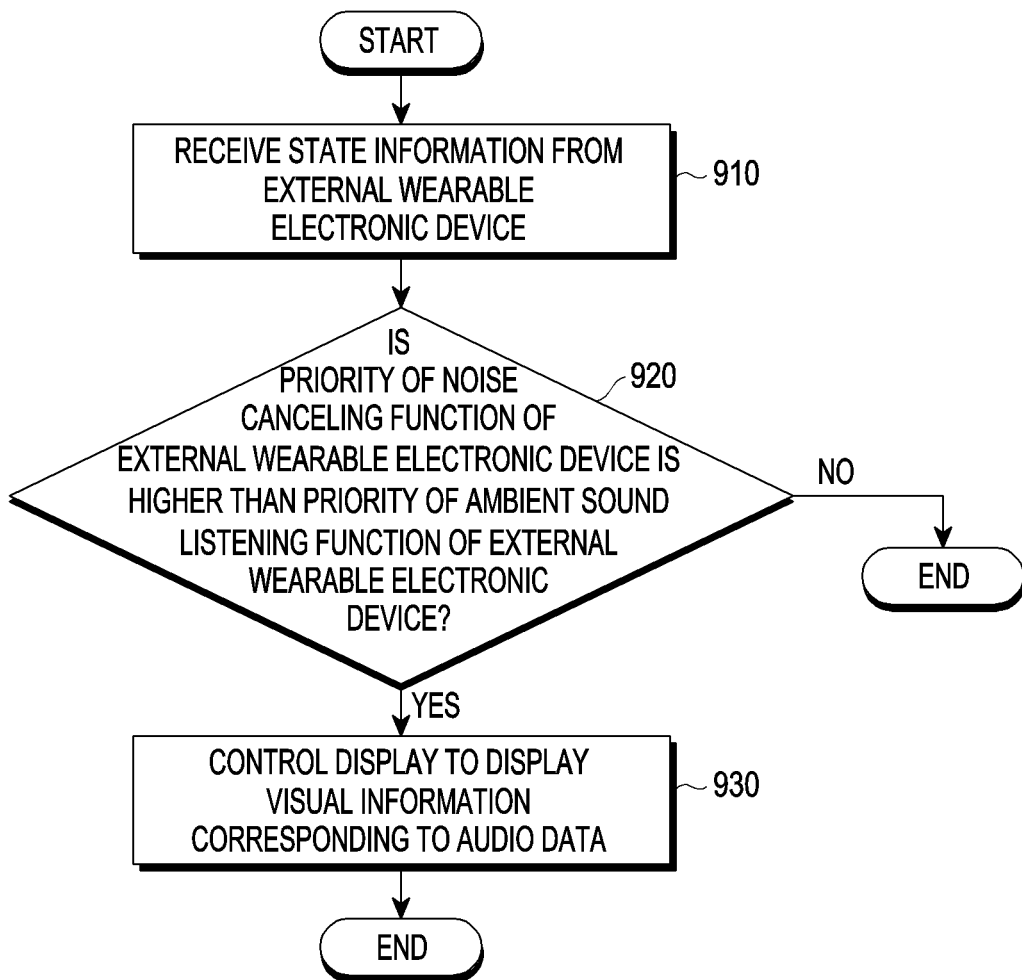 START
RECEIVE STATE INFORMATION FROM
EXTERNAL WEARABLE
ELECTRONIC DEVICE
910
IS
PRIORITY OF NOISE
CANCELING FUNCTION OF
EXTERNAL WEARABLE ELECTRONIC DEVICE IS
HIGHER THAN PRIORITY OF AMBIENT SOUND
LISTENING FUNCTION OF EXTERNAL
WEARABLE ELECTRONIC
DEVICE?
920
NO
END
YES
CONTROL DISPLAY TO DISPLAY
VISUAL INFORMATION
CORRESPONDING TO AUDIO DATA
930
END